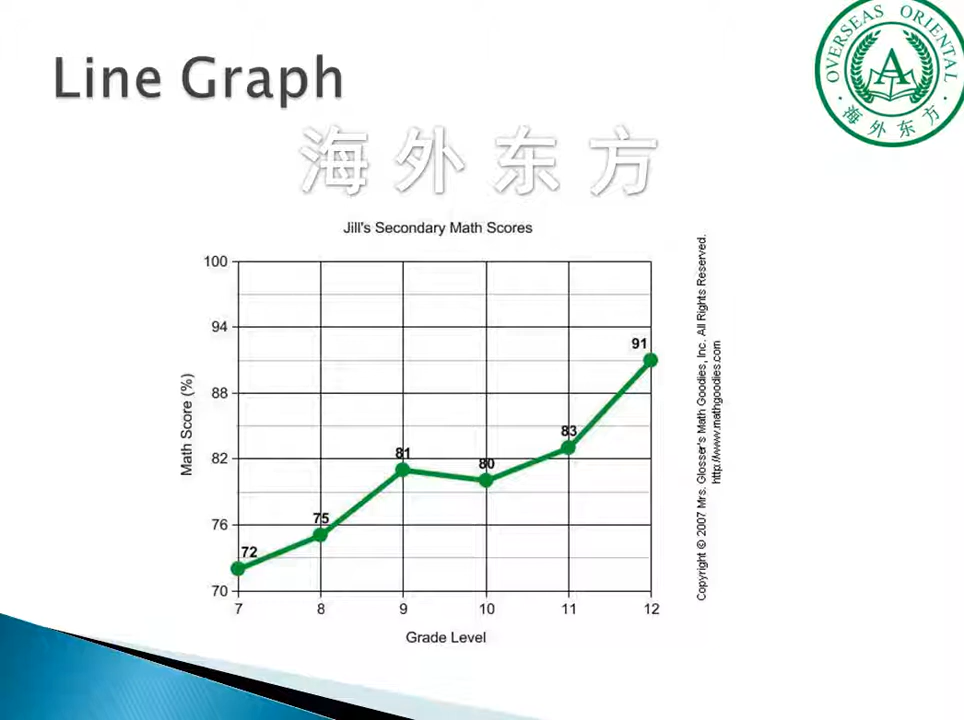 Line Graph
OVERSEAS ORIENTAL
A
·海外东方·
海外东方
Jill's Secondary Math Scores
100
94
88
82
76
70
Math Score (%)
72
75
81
80
83
91
7 8 9 10 11 12
Grade Level
Copyright © 2007 Mrs. Glosser's Math Goodies, Inc. All Rights Reserved.
http://www.mathgoodies.com